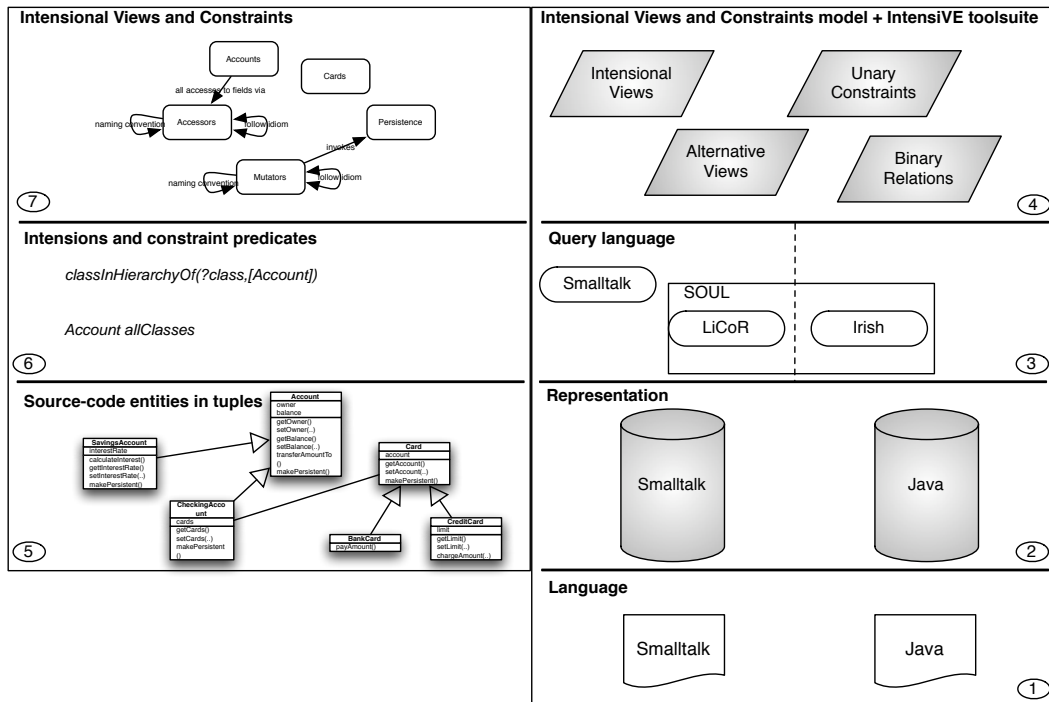 Intensional Views and Constraints
Accounts
Cards
all accesses to fields via
naming convention
Accessors
follow idiom
Persistence
invokes
naming convention
Mutators
follow idiom
7
Intensions and constraint predicates
classInHierarchyOf(?class,[Account])
Account allClasses
6
Source-code entities in tuples
Account
owner
balance
getOwner()
setOwner(..)
getBalance()
setBalance(..)
transferAmountTo
()
makePersistent()
SavingsAccount
interestRate
calculateInterest()
getInterestRate()
setInterestRate(..)
makePersistent()
Card
account
getAccount()
setAccount(..)
makePersistent()
CheckingAcco
unt
cards
getCards()
setCards(..)
makePersistent
()
BankCard
payAmount()
CreditCard
limit
getLimit()
setLimit(..)
chargeAmount(..)
5
Intensional Views and Constraints model + IntensiVE toolsuite
Intensional
Views
Unary
Constraints
Alternative
Views
Binary
Relations
4
Query language
Smalltalk
SOUL
LiCoR
Irish
3
Representation
Smalltalk
Java
2
Language
Smalltalk
Java
1